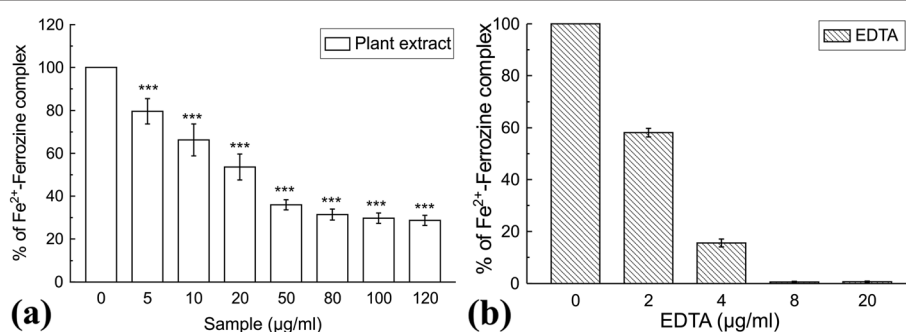 120
100
80
60
40
20
0
% of Fe²⁺-Ferrozine complex
Plant extract
***
***
***
***
***
***
***
0 5 10 20 50 80 100 120
Sample (µg/ml)
(a)
100
80
60
40
20
0
% of Fe²⁺-Ferrozine complex
EDTA
0 2 4 8 20
EDTA (µg/ml)
(b)